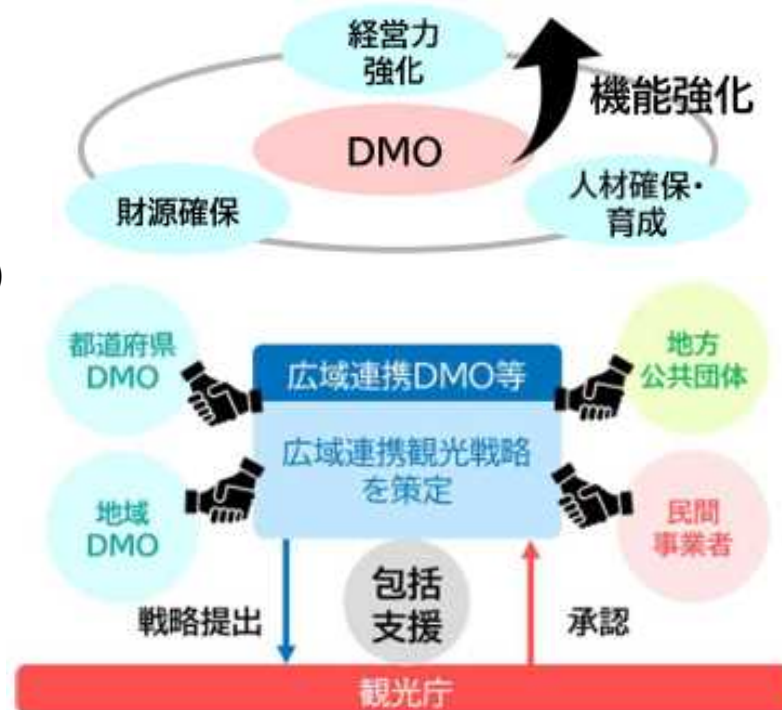 経営力
強化
機能強化
DMO
財源確保
人材確保・
育成
)
都道府県
DMO
広域連携DMO等
地方
公共団体
広域連携観光戦略
を策定
地域
DMO
民間
事業者
戦略提出
包括
支援
承認
観光庁